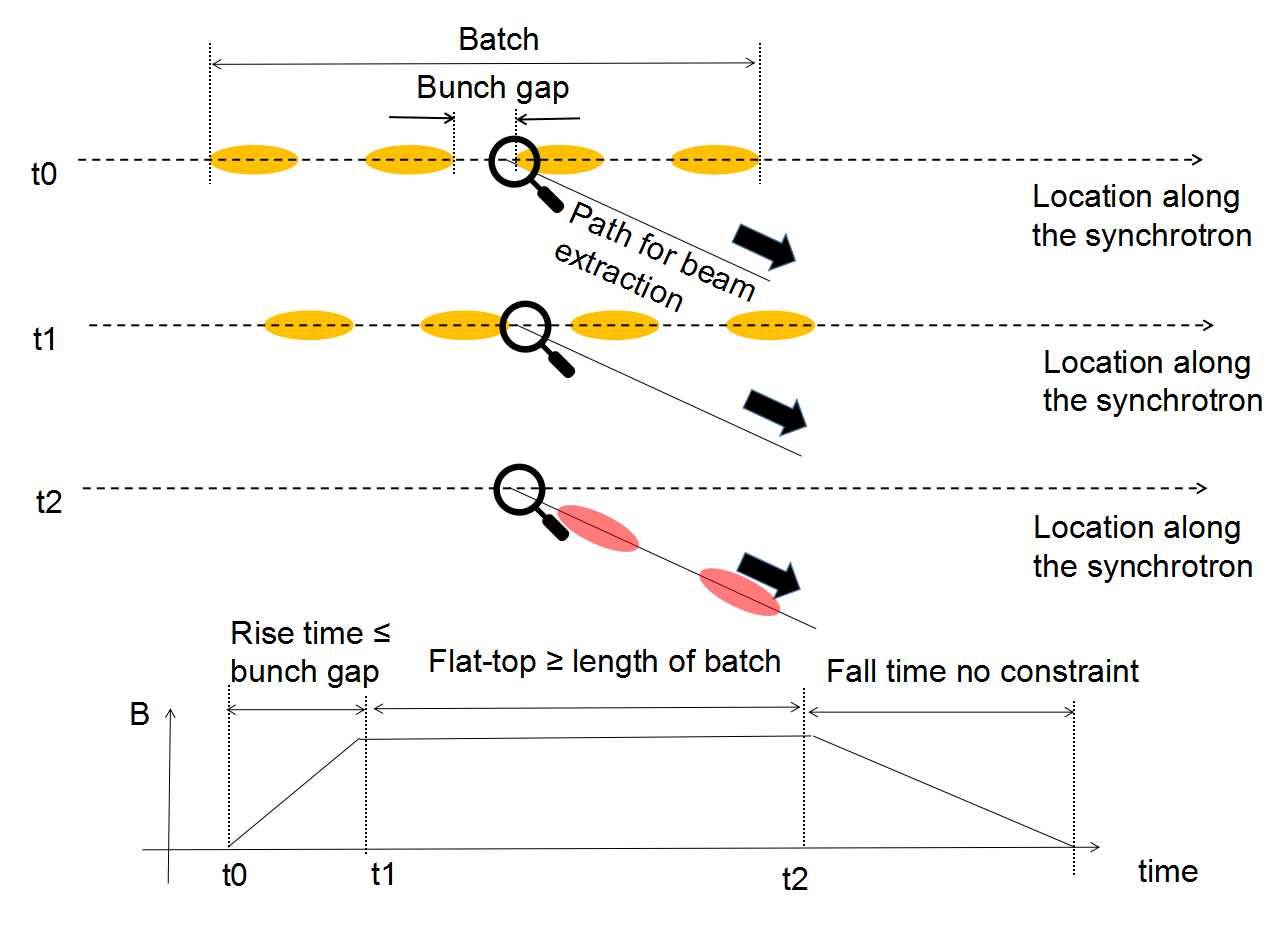 Batch
Bunch gap
t0
Location along
the synchrotron
Path for beam
extraction
t1
Location along
the synchrotron
t2
Location along
the synchrotron
Rise time ≤
bunch gap
Flat-top ≥ length of batch
Fall time no constraint
B
t0
t1
t2
time